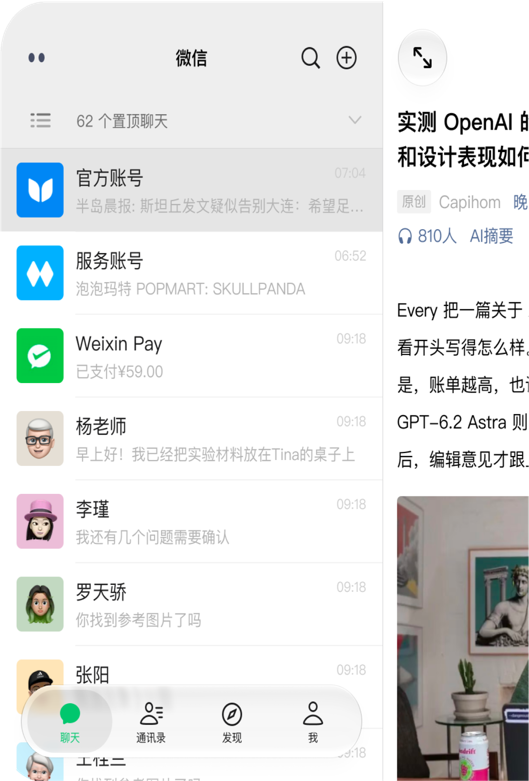 微信
62 个置顶聊天
官方账号 07:04
半岛晨报: 斯坦丘发文疑似告别大连：希望足...
服务账号 06:52
泡泡玛特 POPMART: SKULLPANDA
Weixin Pay 09:18
已支付¥59.00
杨老师 09:18
早上好！我已经把实验材料放在Tina的桌子上
李瑾 09:18
我还有几个问题需要确认
罗天骄 09:18
你找到参考图片了吗
张阳 09:18
聊天 通讯录 发现 我
实测 OpenAI 的
和设计表现如何
原创 Capihom 晚
810人 AI摘要
Every 把一篇关于
看开头写得怎么样。
是，账单越高，也
GPT-6.2 Astra 则
后，编辑意见才跟